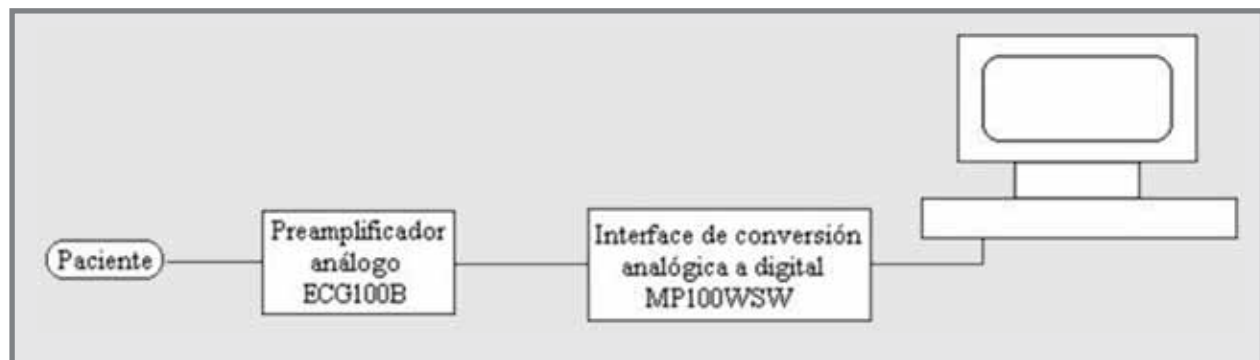 Paciente
Preamplificador
análogo
ECG100B
Interface de conversión
analógica a digital
MP100WSW